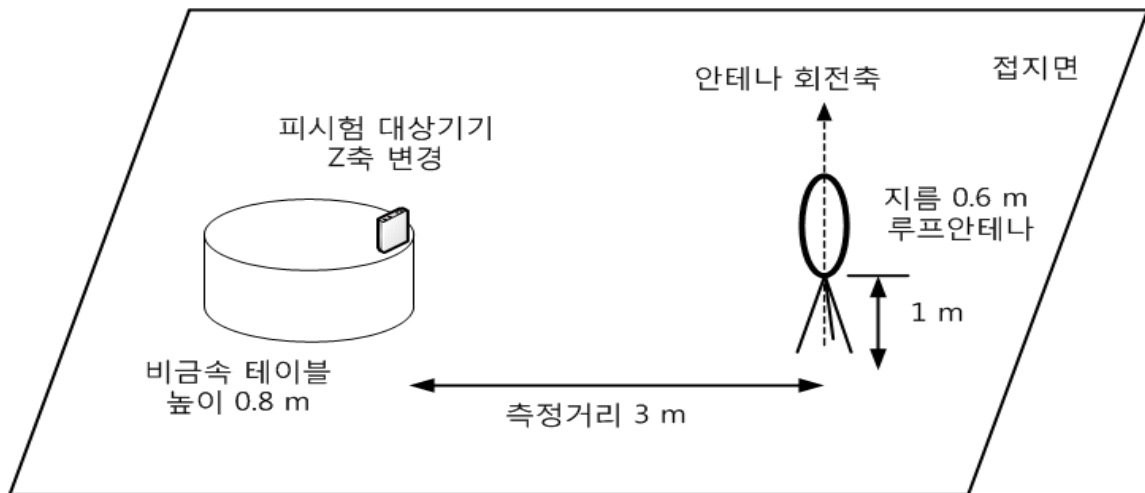 접지면
안테나 회전축
피시험 대상기기
Z축 변경
지름 0.6 m
루프안테나
1 m
비금속 테이블
높이 0.8 m
측정거리 3 m